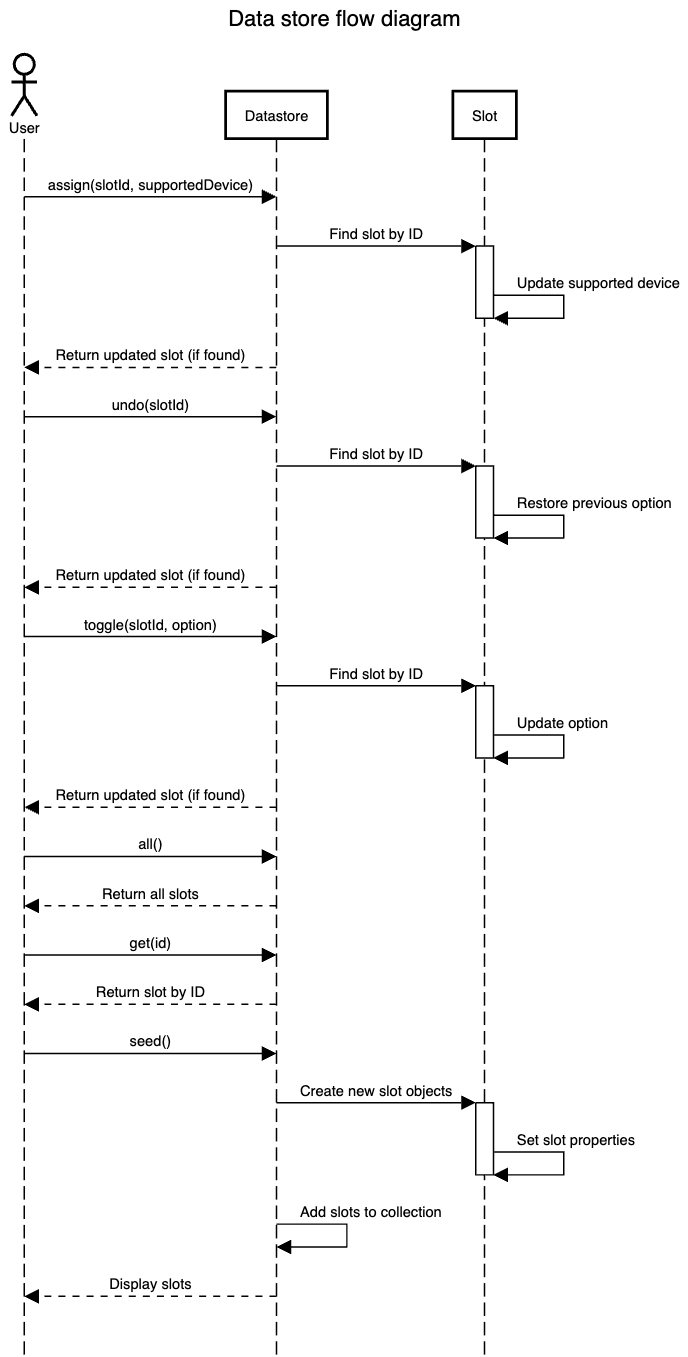 Data store flow diagram
User
Datastore
Slot
assign(slotId, supportedDevice)
Find slot by ID
Update supported device
Return updated slot (if found)
undo(slotId)
Find slot by ID
Restore previous option
Return updated slot (if found)
toggle(slotId, option)
Find slot by ID
Update option
Return updated slot (if found)
all()
Return all slots
get(id)
Return slot by ID
seed()
Create new slot objects
Set slot properties
Add slots to collection
Display slots